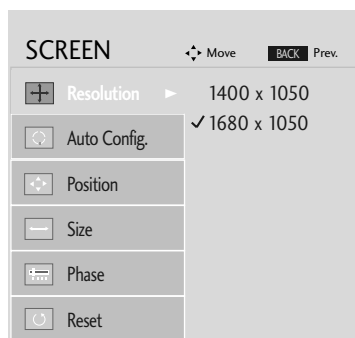 SCREEN Move BACK Prev.
Resolution 1400 x 1050
✓ 1680 x 1050
Auto Config.
Position
Size
Phase
Reset